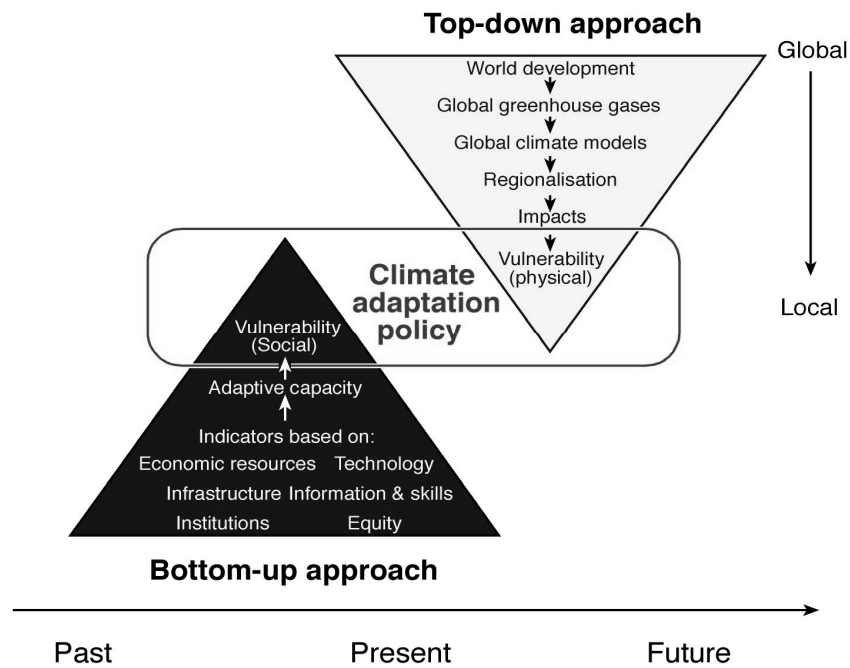 Top-down approach
Global
World development
Global greenhouse gases
Global climate models
Regionalisation
Impacts
Vulnerability
(physical)
Local
Climate
adaptation
policy
Vulnerability
(Social)
Adaptive capacity
Indicators based on:
Economic resources Technology
Infrastructure Information & skills
Institutions Equity
Bottom-up approach
Past Present Future